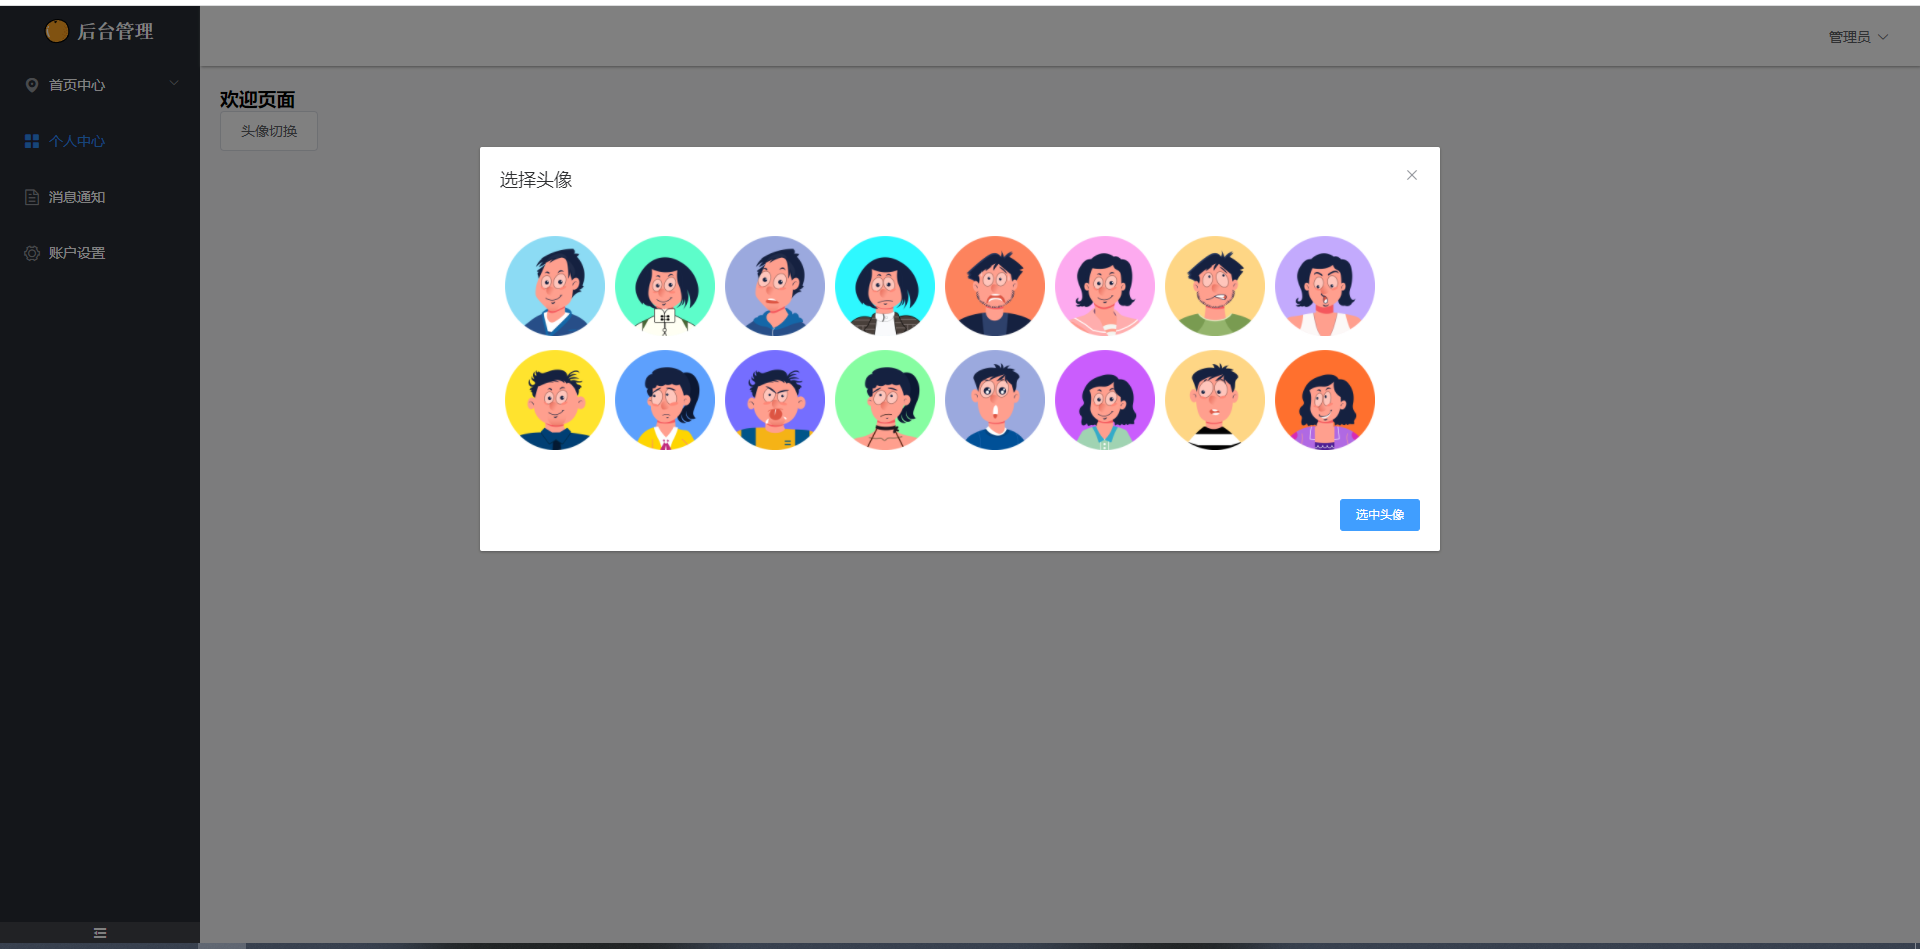 后台管理
管理员
首页中心
个人中心
消息通知
账户设置
欢迎页面
头像切换
选择头像
选中头像